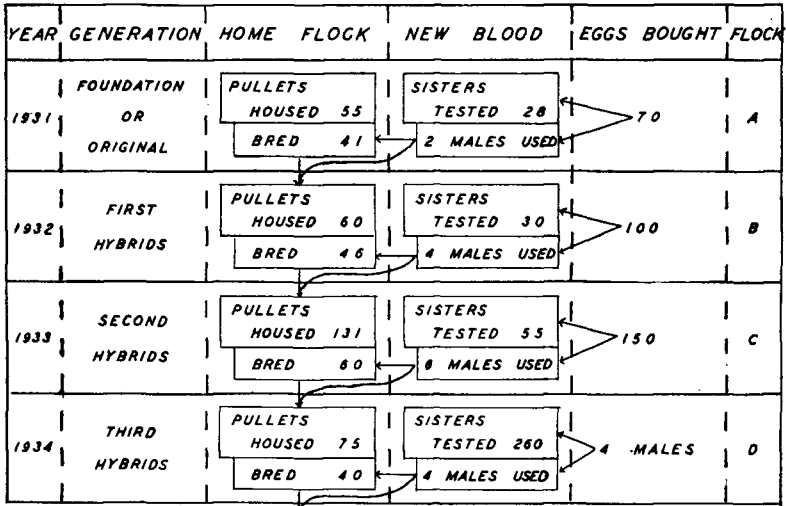 YEAR GENERATION HOME FLOCK NEW BLOOD EGGS BOUGHT FLOCK
1931
FOUNDATION
OR
ORIGINAL
PULLETS
HOUSED 55
BRED 41
SISTERS
TESTED 28
2 MALES USED
70
A
1932
FIRST
HYBRIDS
PULLETS
HOUSED 60
BRED 46
SISTERS
TESTED 30
4 MALES USED
100
B
1933
SECOND
HYBRIDS
PULLETS
HOUSED 131
BRED 60
SISTERS
TESTED 55
6 MALES USED
150
C
1934
THIRD
HYBRIDS
PULLETS
HOUSED 75
BRED 40
SISTERS
TESTED 260
4 MALES USED
4 MALES
D